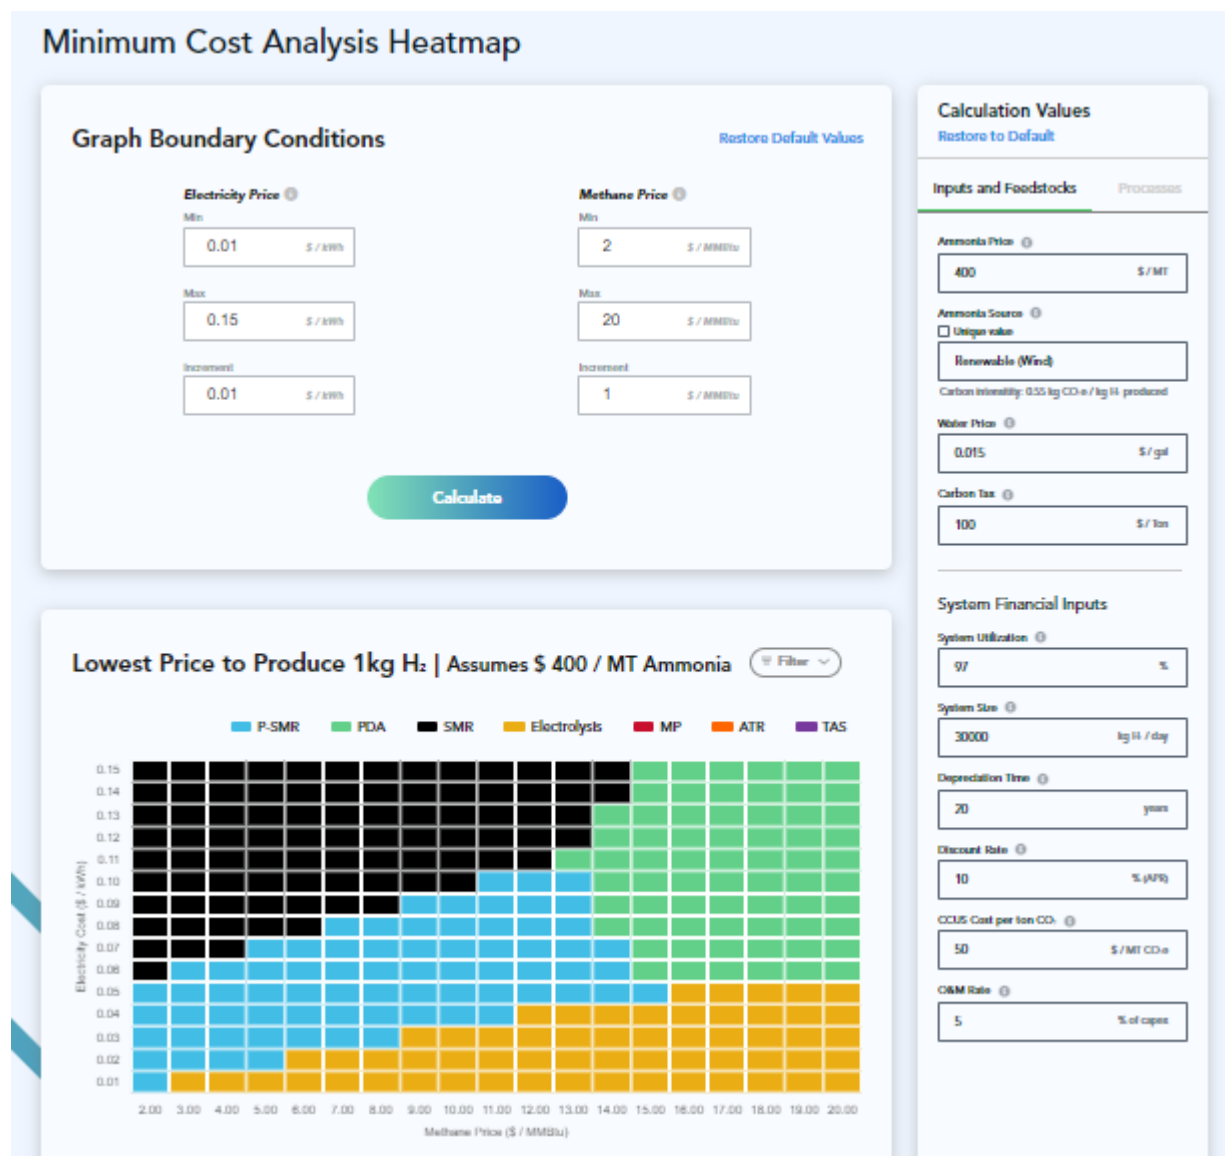 Minimum Cost Analysis Heatmap
Graph Boundary Conditions
Restore Default Values
Electricity Price
Min
0.01 $ / kWh
Max
0.15 $ / kWh
Increment
0.01 $ / kWh
Methane Price
Min
2 $ / MMBtu
Max
20 $ / MMBtu
Increment
1 $ / MMBtu
Calculate
Lowest Price to Produce 1kg H₂ | Assumes $ 400 / MT Ammonia
Filter
P-SMR PDA SMR Electrolysis MP ATR TAS
Electricity Cost ($ / kWh)
0.15
0.14
0.13
0.12
0.11
0.10
0.09
0.08
0.07
0.06
0.05
0.04
0.03
0.02
0.01
2.00 3.00 4.00 5.00 6.00 7.00 8.00 9.00 10.00 11.00 12.00 13.00 14.00 15.00 16.00 17.00 18.00 19.00 20.00
Methane Price ($ / MMBtu)
Calculation Values
Restore to Default
Inputs and Feedstocks Processes
Ammonia Price
400 $ / MT
Ammonia Source
Unique value
Renewable (Wind)
Carbon intensitity: 0.55 kg CO₂e / kg H₂ produced
Water Price
0.015 $ / gal
Carbon Tax
100 $ / Ton
System Financial Inputs
System Utilization
97 %
System Size
30000 kg H₂ / day
Depreciation Time
20 years
Discount Rate
10 % (APR)
CCUS Cost per ton CO₂
50 $ / MT CO₂e
O&M Rate
5 % of capex